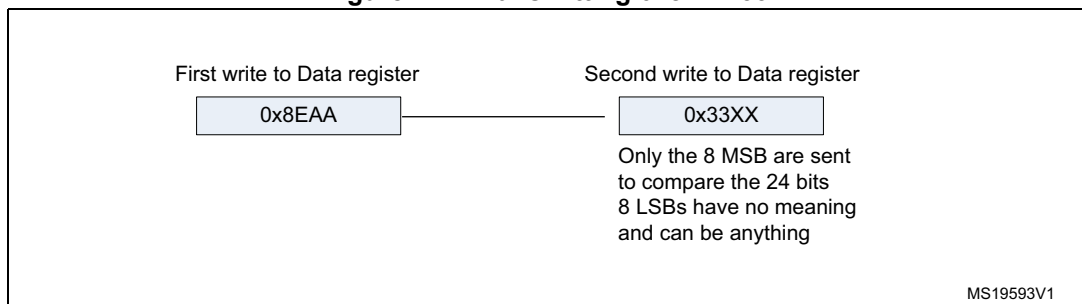 First write to Data register
Second write to Data register
0x8EAA
0x33XX
Only the 8 MSB are sent
to compare the 24 bits
8 LSBs have no meaning
and can be anything
MS19593V1